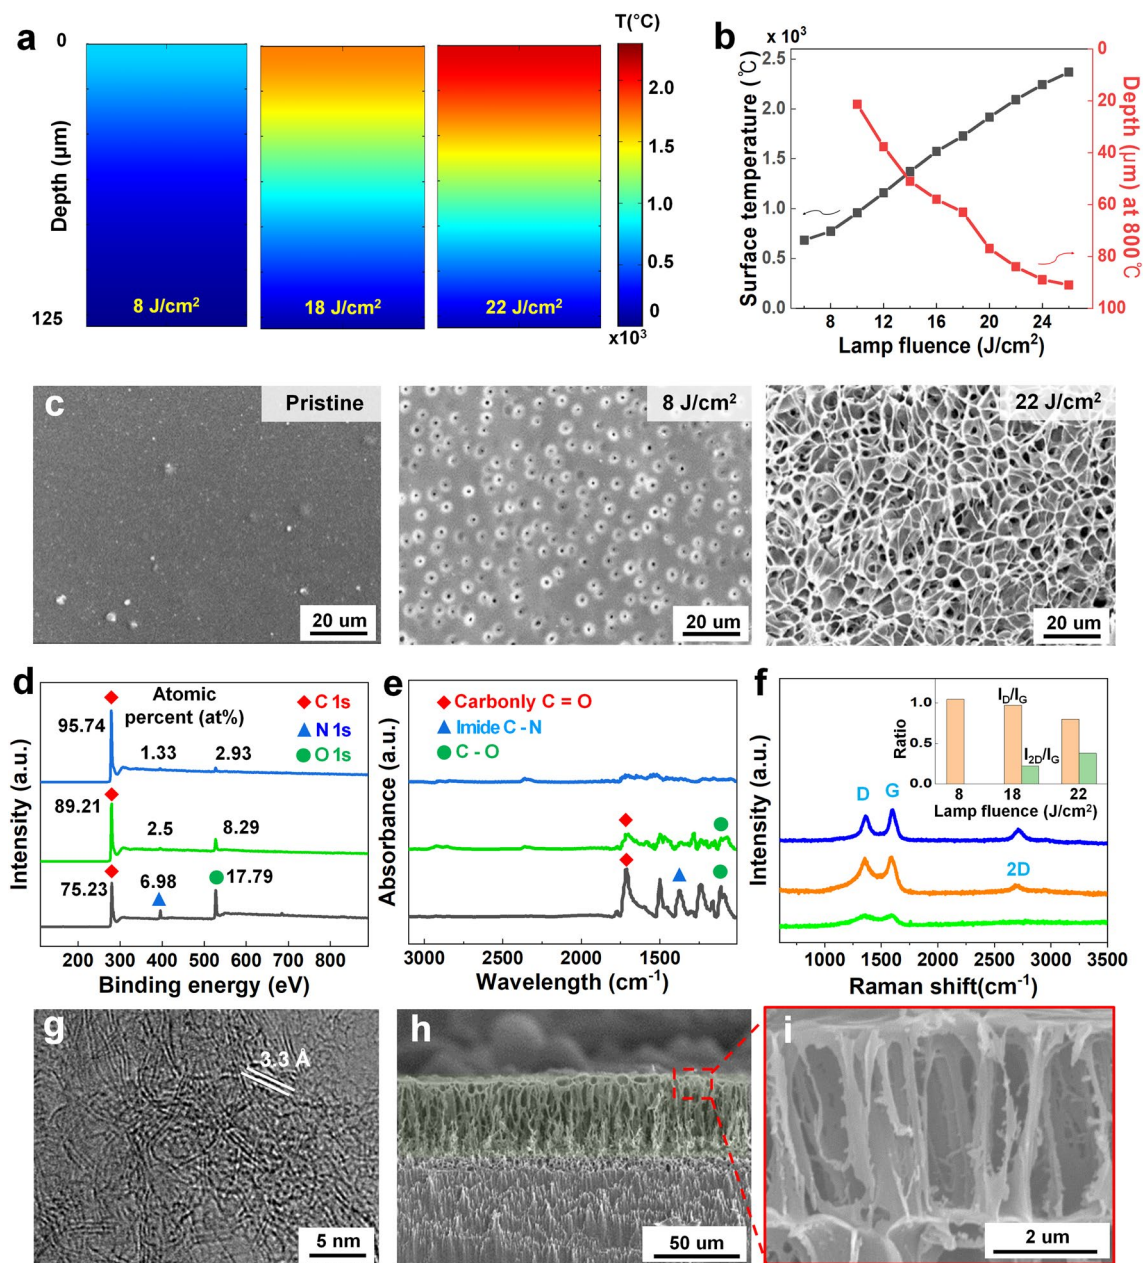 a
T(°C)
0
2.0
1.5
1.0
0.5
0
x10³
Depth (μm)
125
8 J/cm²
18 J/cm²
22 J/cm²
b
x 10³
2.5
2.0
1.5
1.0
0.5
0.0
Surface temperature (℃)
0
20
40
60
80
100
Depth (μm) at 800℃
8
12
16
20
24
Lamp fluence (J/cm²)
c
Pristine
20 um
8 J/cm²
20 um
22 J/cm²
20 um
d
Atomic
percent (at%)
C 1s
N 1s
O 1s
95.74
1.33
2.93
89.21
2.5
8.29
75.23
6.98
17.79
Intensity (a.u.)
200
400
600
800
Binding energy (eV)
e
Carbonly C = O
Imide C - N
C - O
Absorbance (a.u.)
3000
2500
2000
1500
Wavelength (cm⁻¹)
f
1.0
0.5
0.0
Ratio
I_D/I_G
I_2D/I_G
8
18
22
Lamp fluence (J/cm²)
D
G
2D
Intensity (a.u.)
1000
1500
2000
2500
3000
3500
Raman shift(cm⁻¹)
g
3.3 Å
5 nm
h
50 um
i
2 um